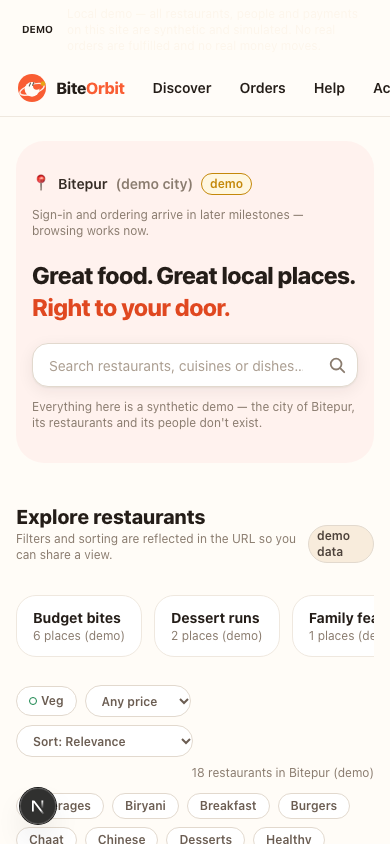 DEMO
BiteOrbit
Discover
Orders
Help
Ac
Bitepur (demo city) demo
Sign-in and ordering arrive in later milestones —
browsing works now.
Great food. Great local places.
Right to your door.
Search restaurants, cuisines or dishes..
Everything here is a synthetic demo — the city of Bitepur,
its restaurants and its people don't exist.
Explore restaurants
Filters and sorting are reflected in the URL so you
can share a view.
demo
data
Budget bites
6 places (demo)
Dessert runs
2 places (demo)
Family fea
1 places (de
Veg
Any price
Sort: Relevance
18 restaurants in Bitepur (demo)
N
rages
Biryani
Breakfast
Burgers
Chaat
Chinese
Desserts
Healthy